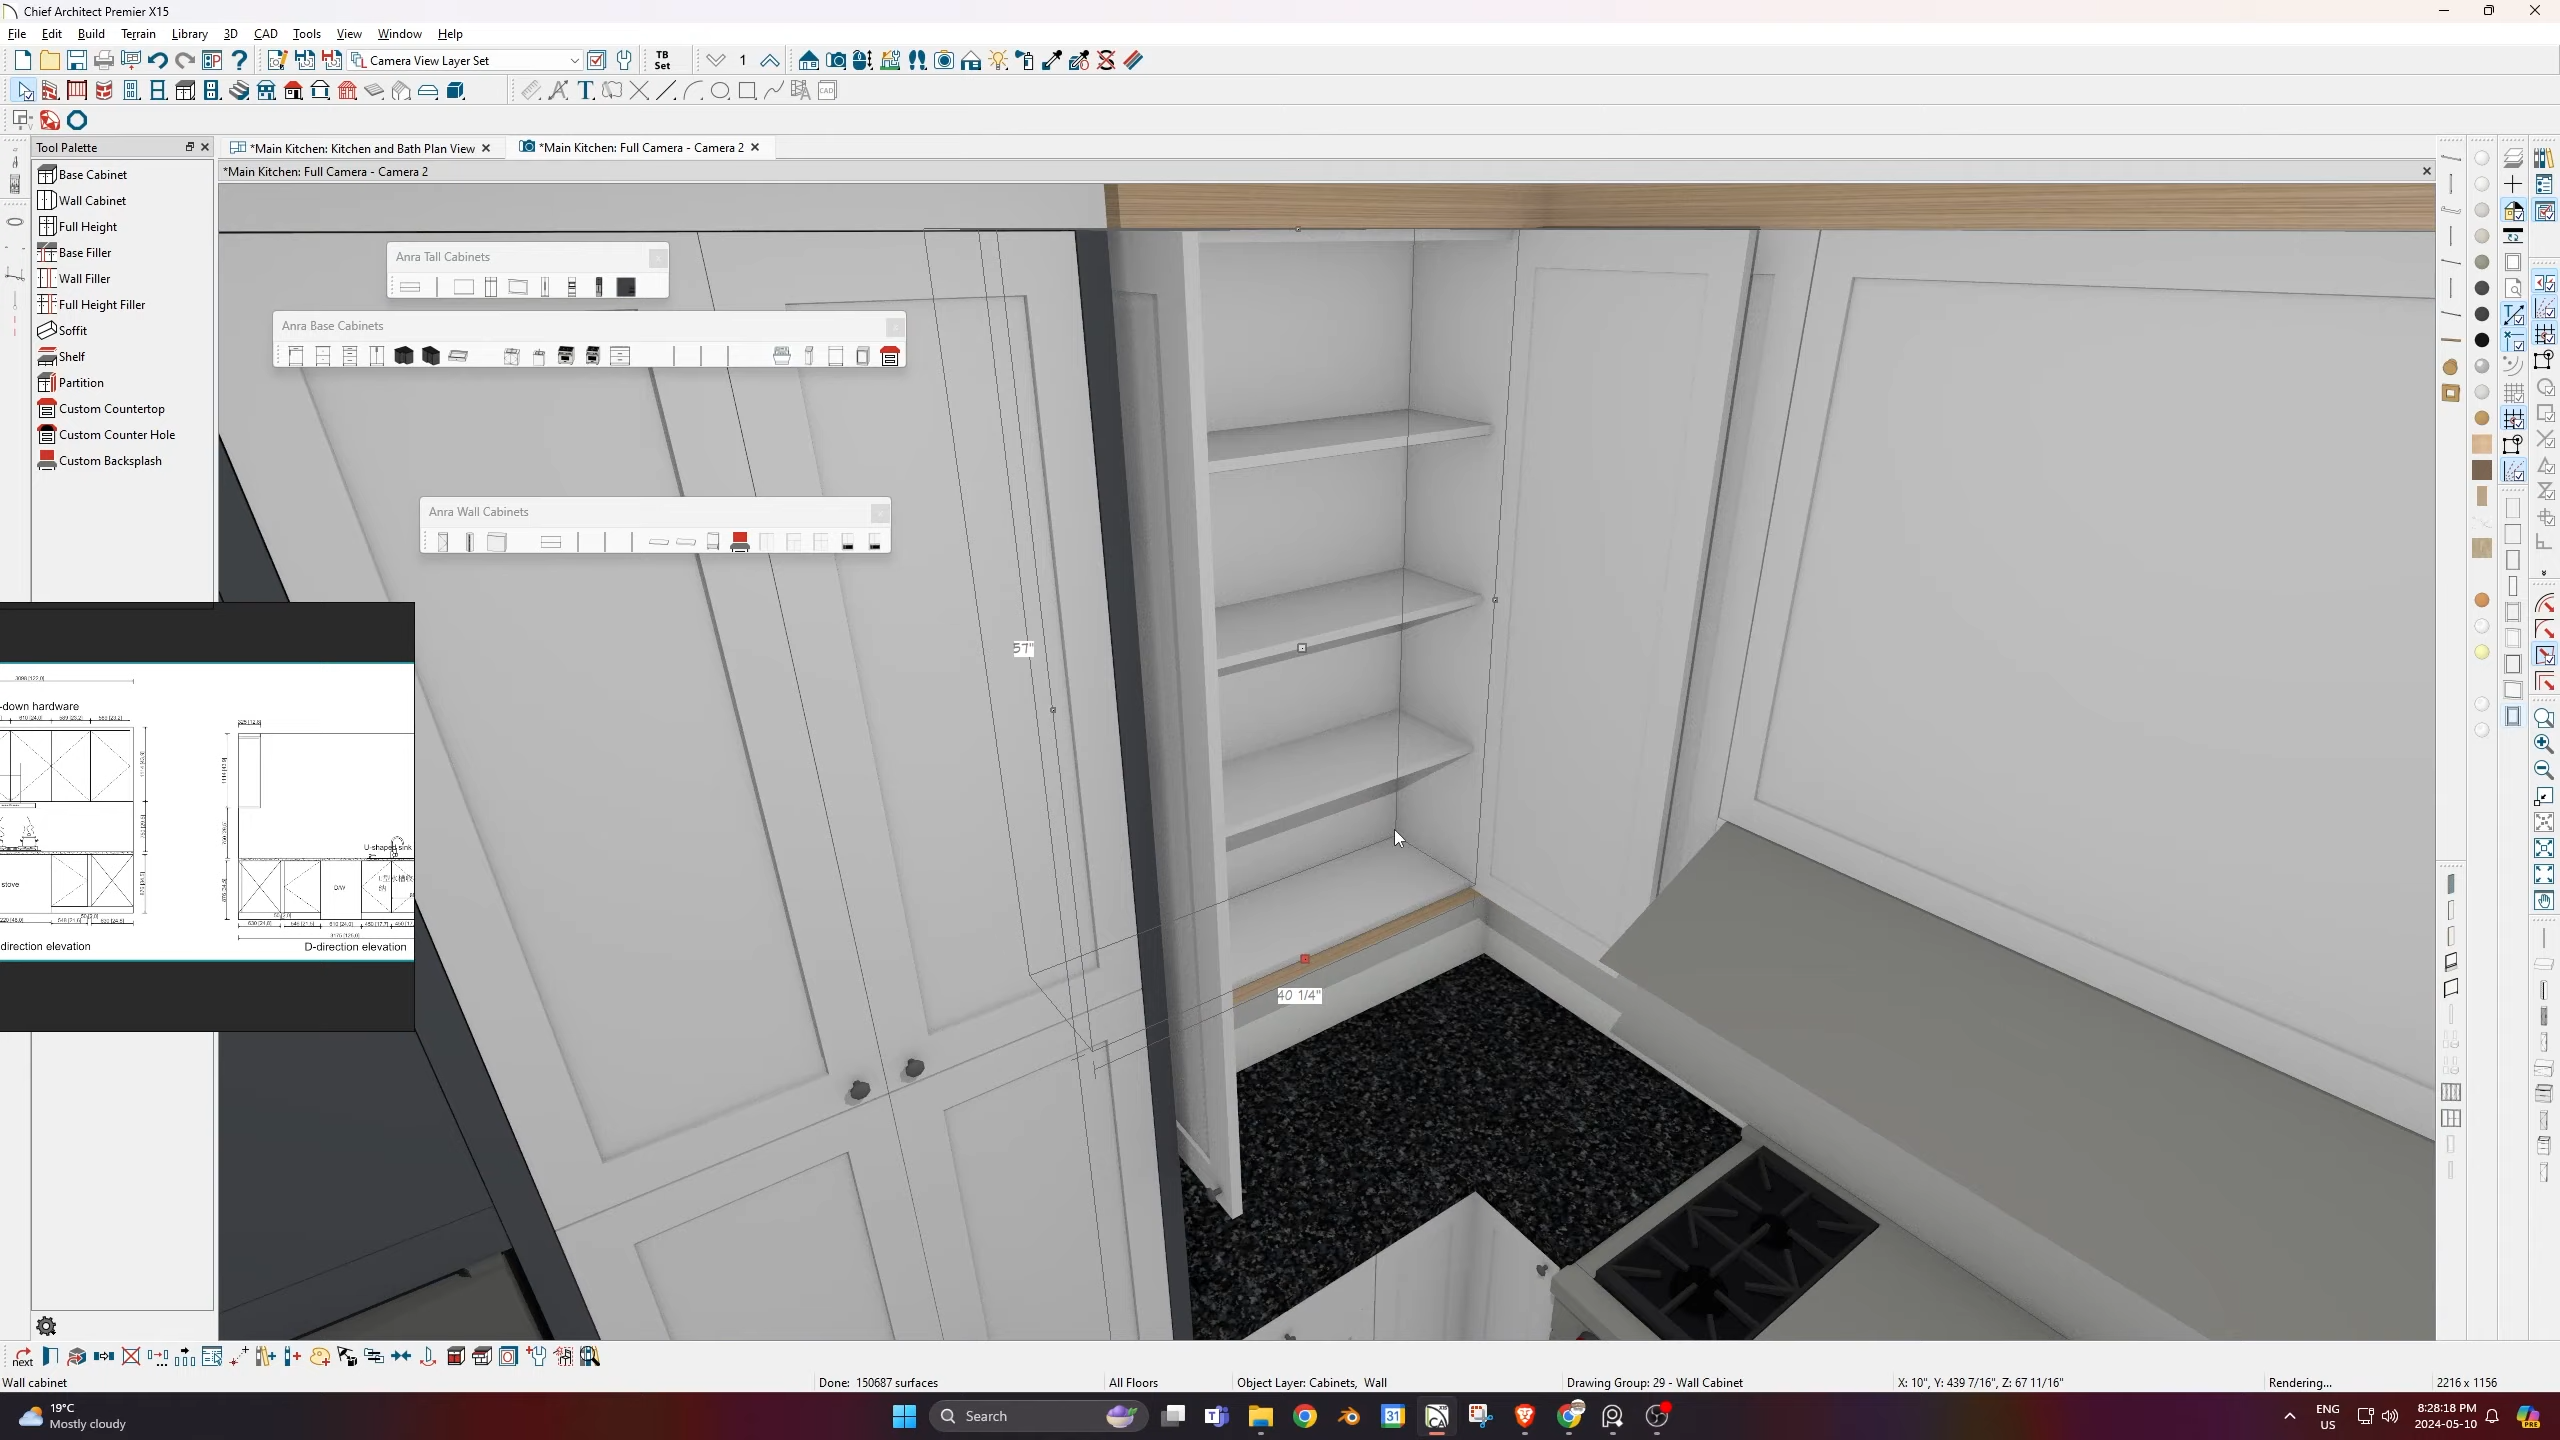 Chief Architect Premier X15
File Edit Build Terrain Library 3D CAD Tools View Window Help
Camera View Layer Set
TB Set
1
Tool Palette
*Main Kitchen: Kitchen and Bath Plan View
*Main Kitchen: Full Camera - Camera 2
*Main Kitchen: Full Camera - Camera 2
Base Cabinet
Wall Cabinet
Full Height
Base Filler
Wall Filler
Full Height Filler
Soffit
Shelf
Partition
Custom Countertop
Custom Counter Hole
Custom Backsplash
Anra Tall Cabinets
Anra Base Cabinets
Anra Wall Cabinets
57"
40 1/4"
-down hardware
U-shaped sink
stove
D/W
direction elevation
D-direction elevation
next
Wall cabinet
Done: 150687 surfaces
All Floors
Object Layer: Cabinets, Wall
Drawing Group: 29 - Wall Cabinet
X: 10", Y: 439 7/16", Z: 67 11/16"
Rendering...
2216 x 1156
19°C
Mostly cloudy
Search
31
ENG
US
8:28:18 PM
2024-05-10